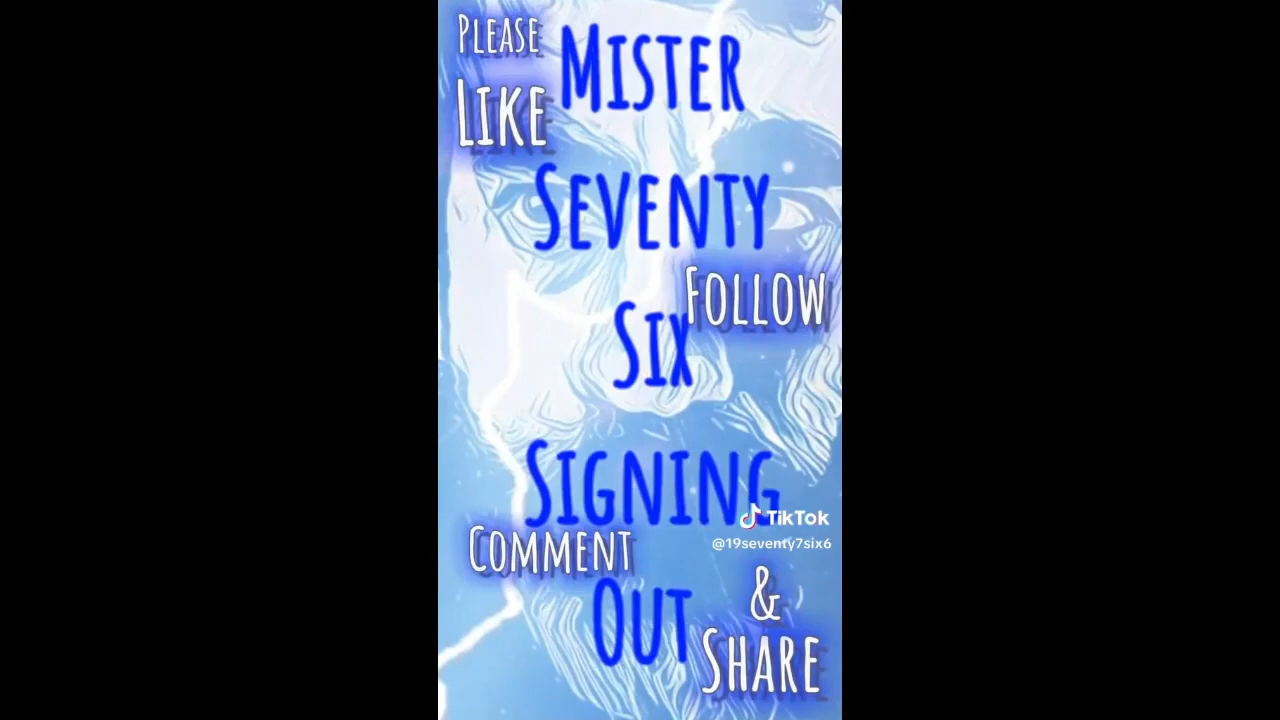 Please
Like
Mister
Seventy
Follow
Six
Signing
TikTok
@19seventy7six6
Comment
Out
&
Share